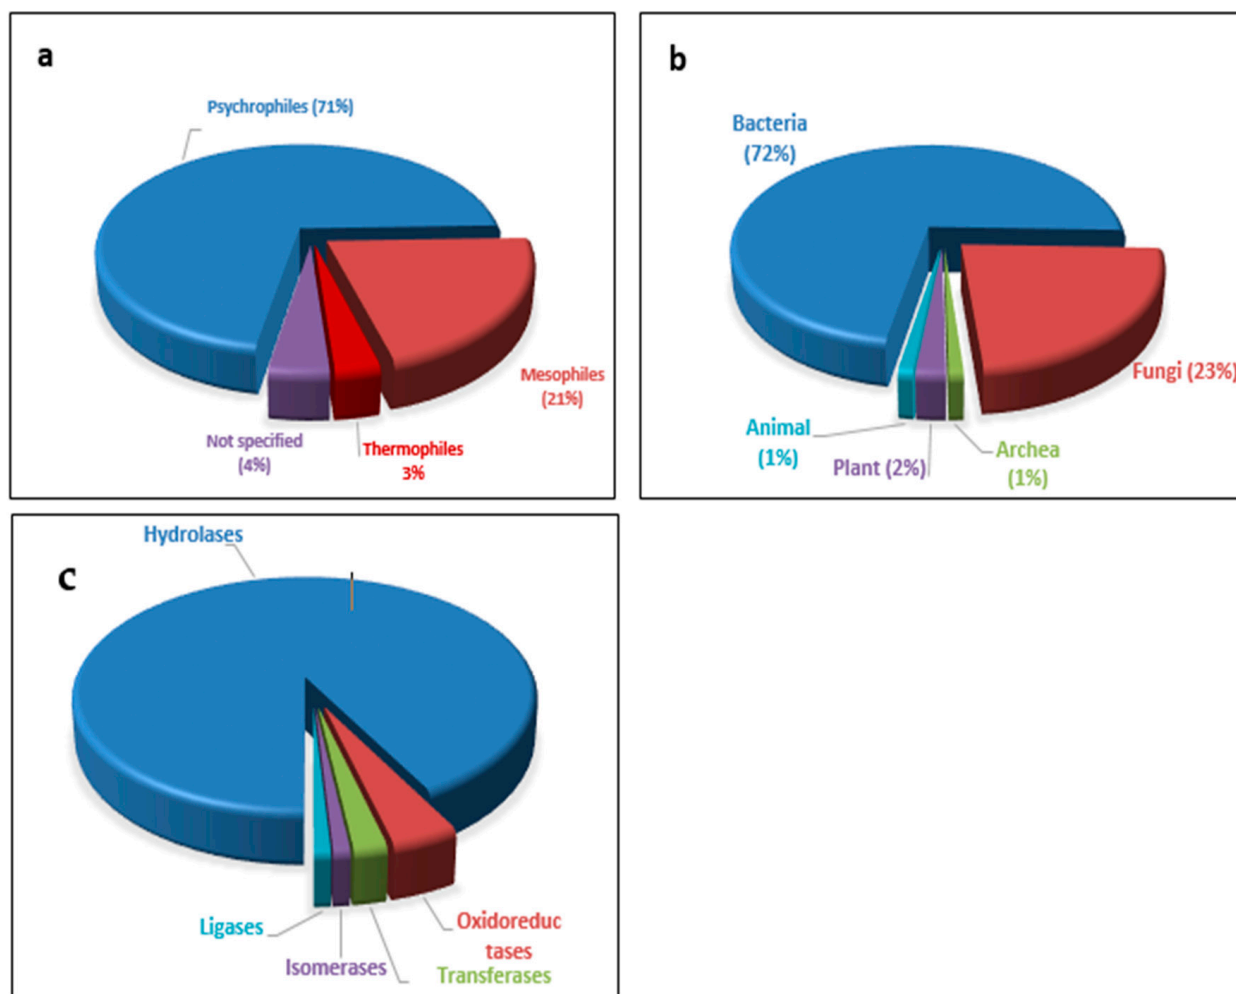 a
Psychrophiles (71%)
Mesophiles
(21%)
Not specified
(4%)
Thermophiles
3%
b
Bacteria
(72%)
Fungi (23%)
Animal
(1%)
Plant (2%)
Archea
(1%)
c
Hydrolases
Ligases
Isomerases
Oxidoreduc
tases
Transferases